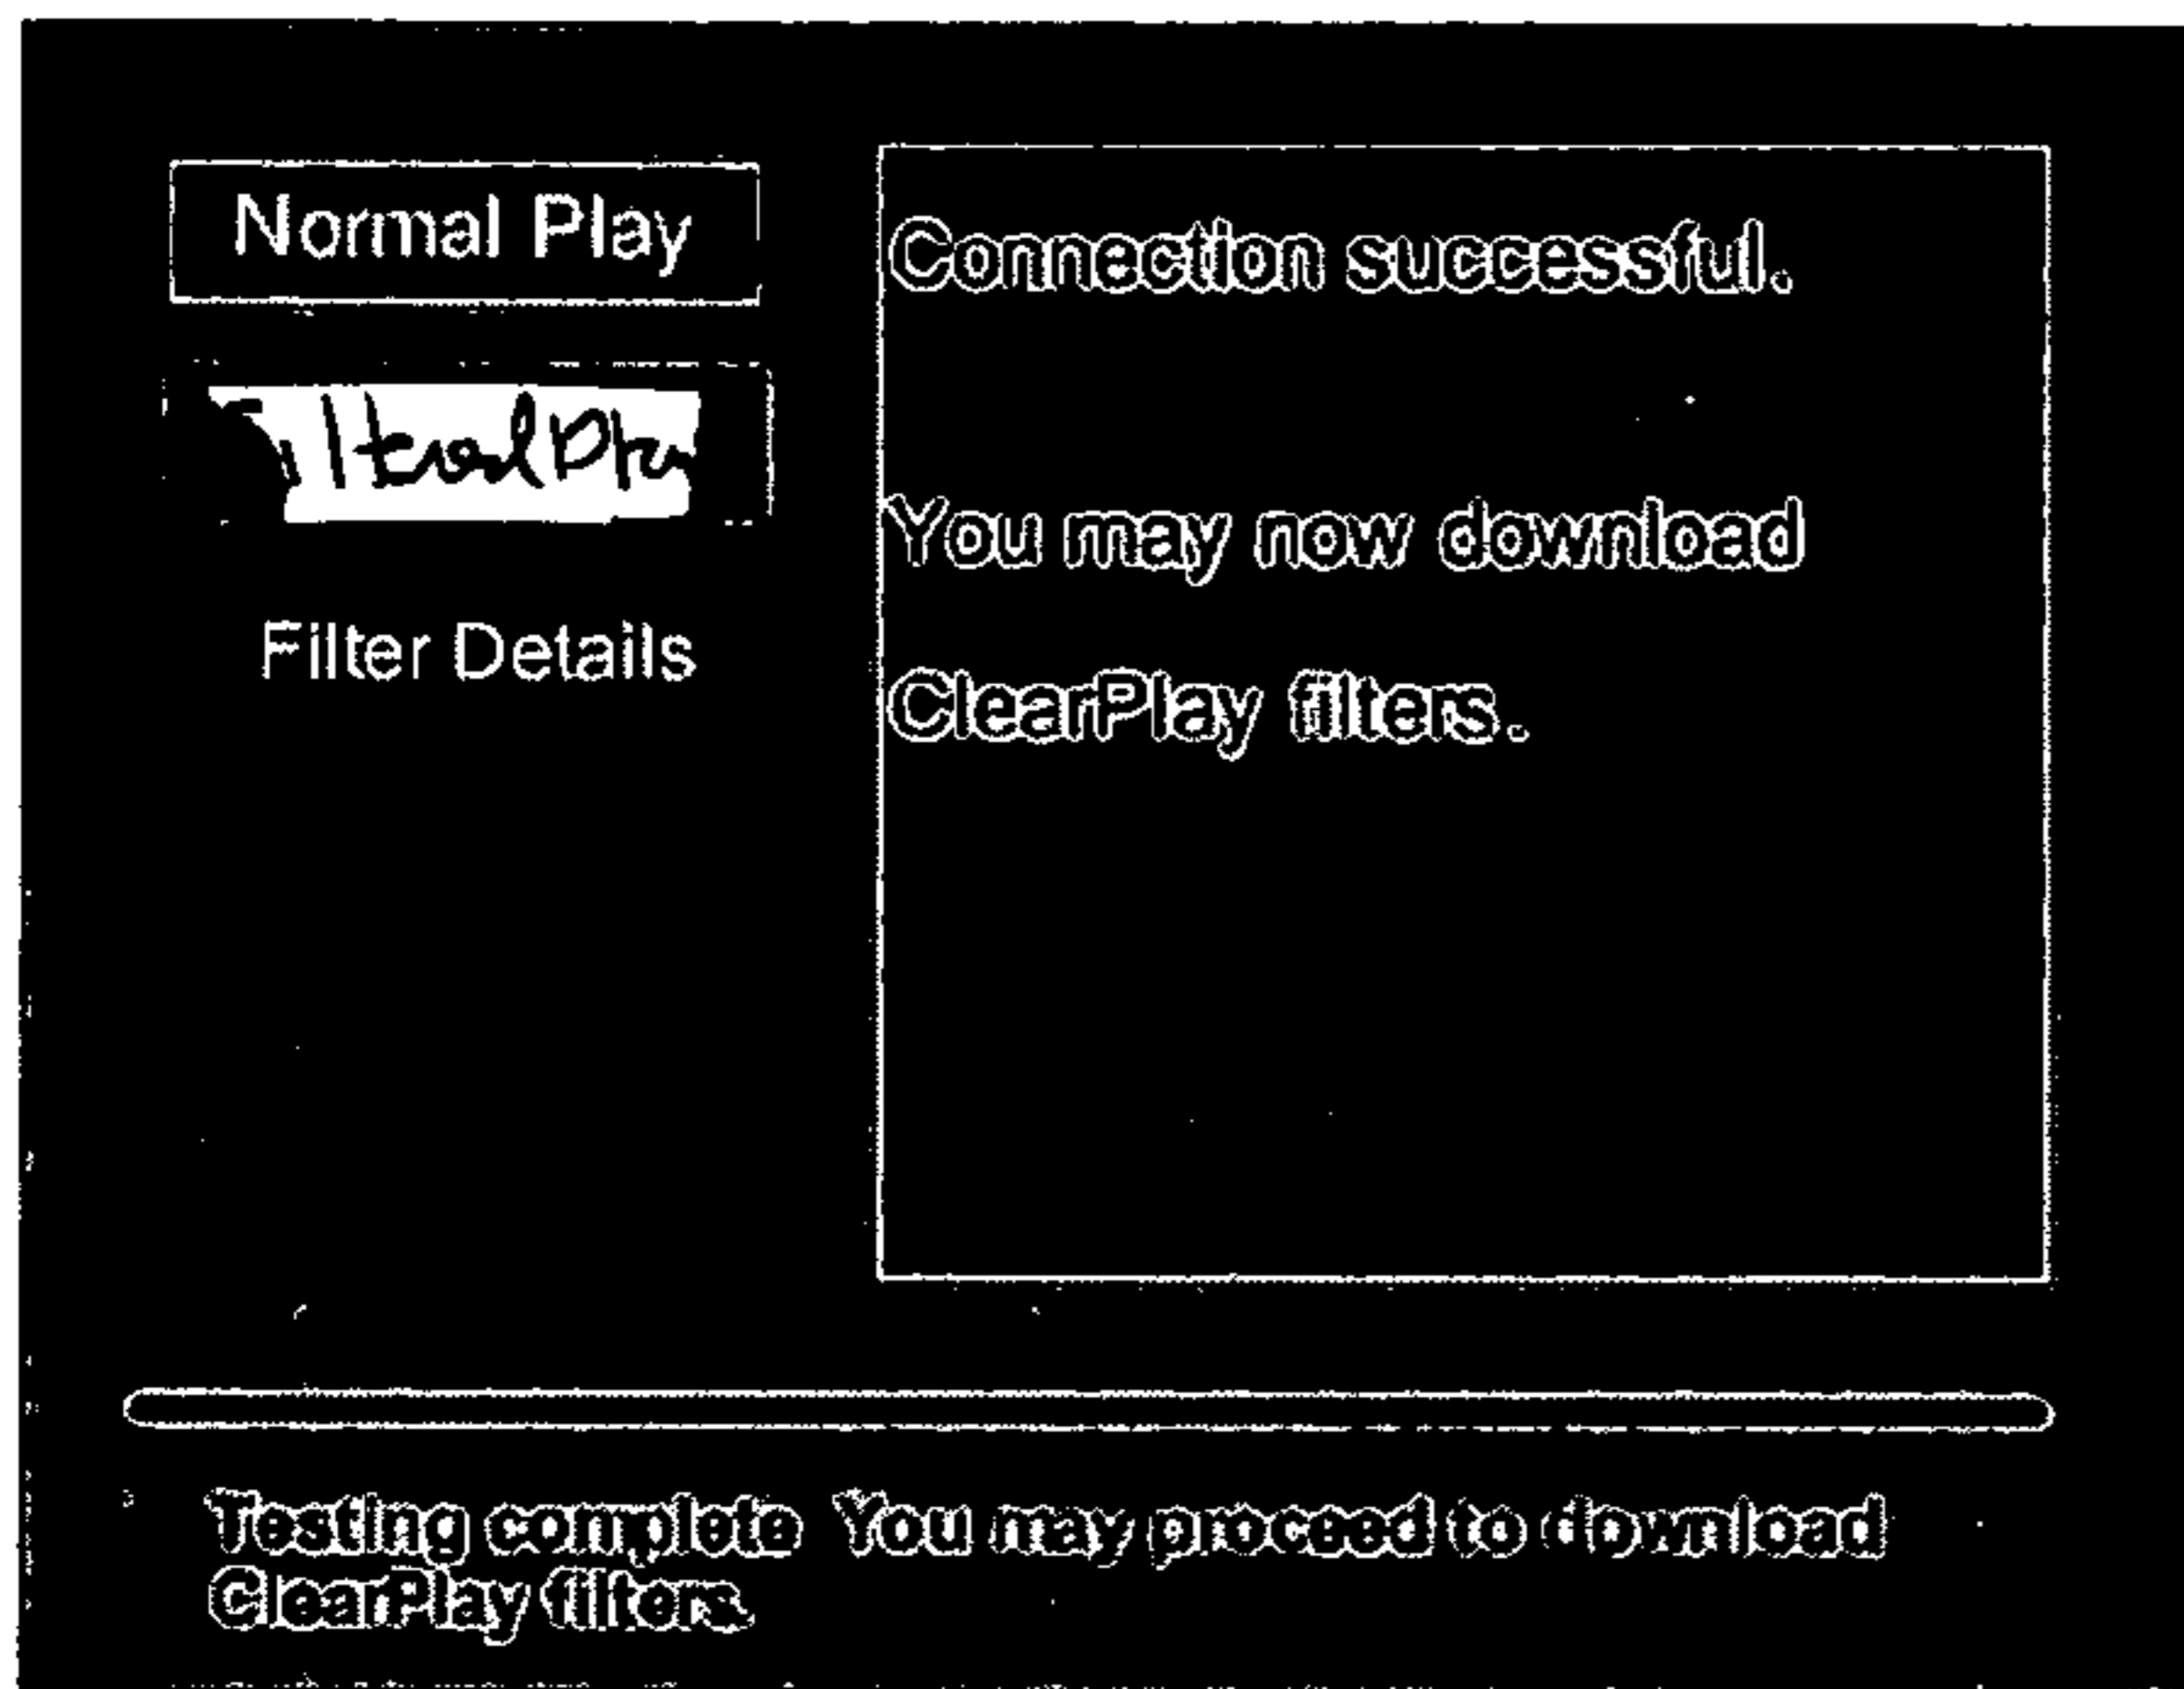 Normal Play
Filter Details
Connection successful.
You may now download
ClearPlay filters.
Testing complete You may proceed to download
ClearPlay filters